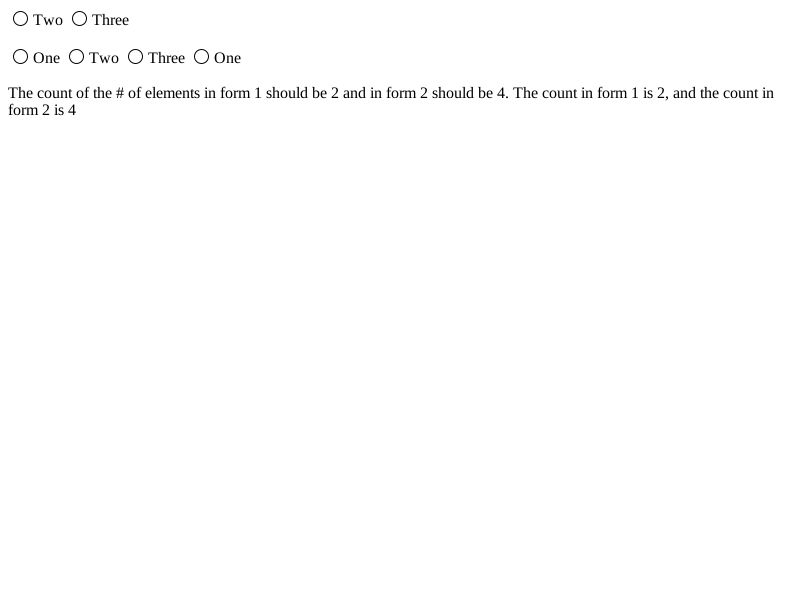 Two Three
One Two Three One
The count of the # of elements in form 1 should be 2 and in form 2 should be 4. The count in form 1 is 2, and the count in
form 2 is 4